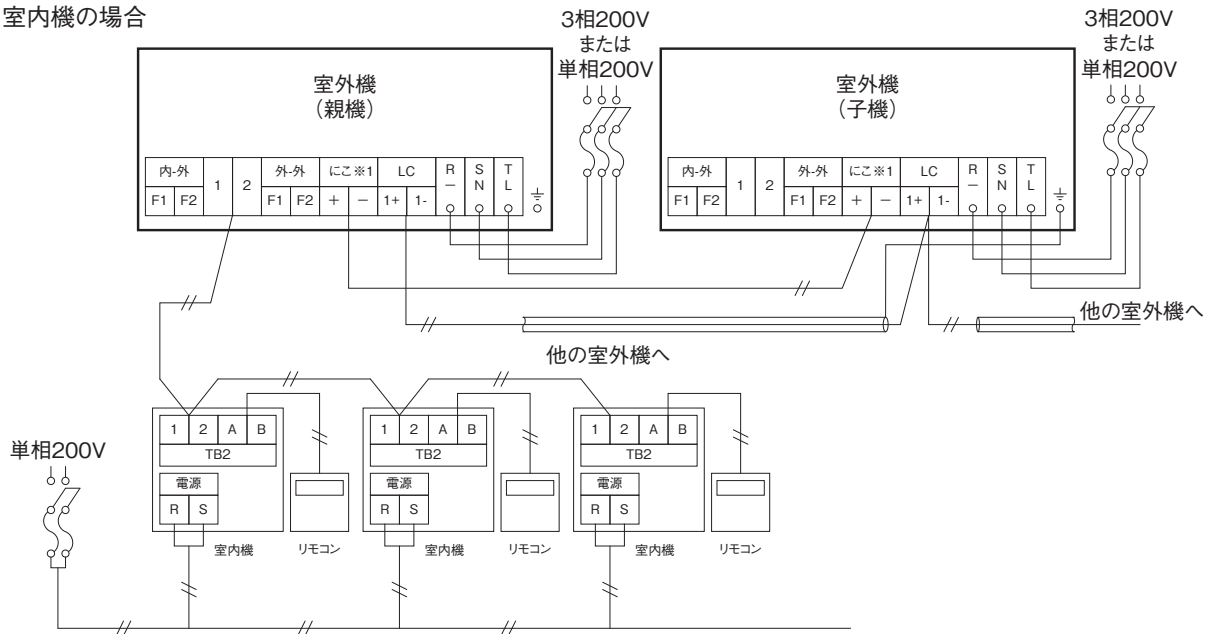 室内機の場合
3相200V
または
単相200V
3相200V
または
単相200V
室外機
（親機）
内-外 1 2 外-外 にこ※1 LC R SN TL
F1 F2 F1 F2 + − 1+ 1- −
室外機
（子機）
内-外 1 2 外-外 にこ※1 LC R SN TL
F1 F2 F1 F2 + − 1+ 1- −
他の室外機へ
他の室外機へ
単相200V
1 2 A B
TB2
電源
R S
室内機
リモコン
1 2 A B
TB2
電源
R S
室内機
リモコン
1 2 A B
TB2
電源
R S
室内機
リモコン